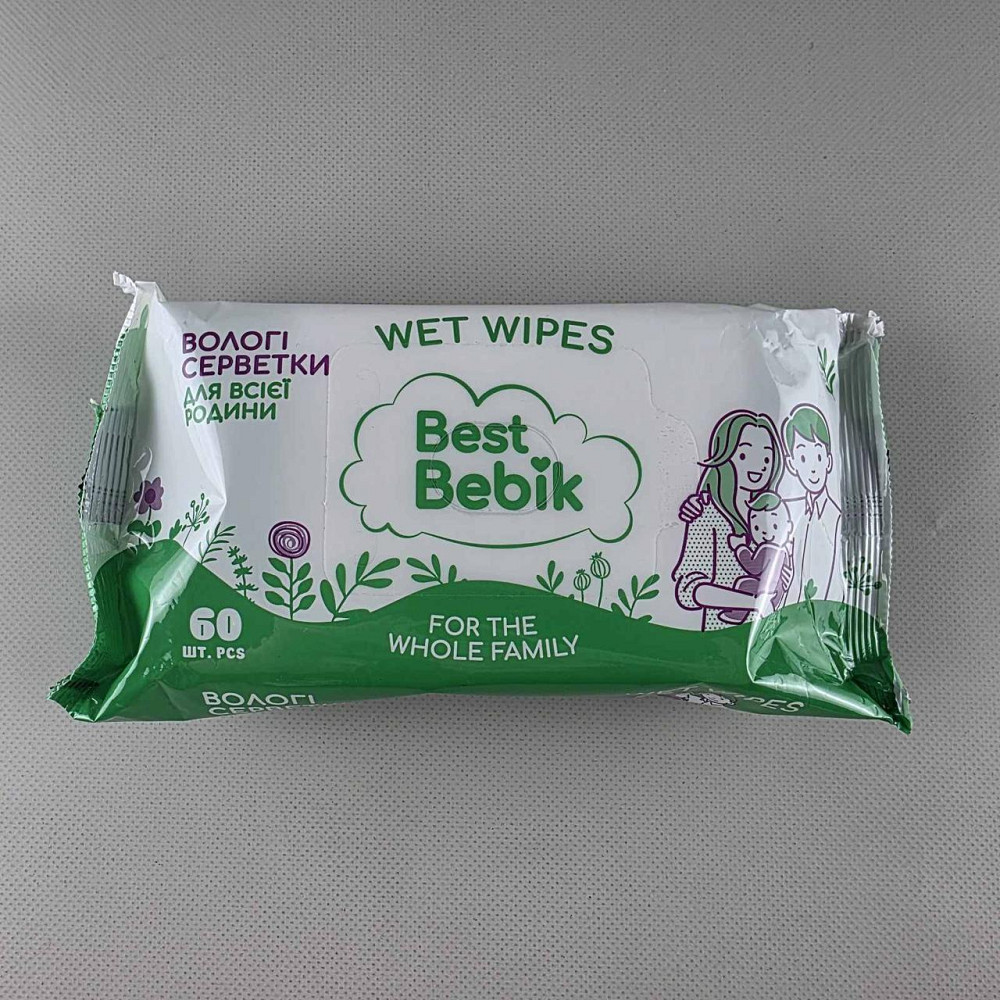 WET WIPES
ВОЛОГІ
СЕРВЕТКИ
ДЛЯ ВСІЄЇ
РОДИНИ
Best
Bebik
60
ШТ. PCS
FOR THE
WHOLE FAMILY
ВОЛОГІ